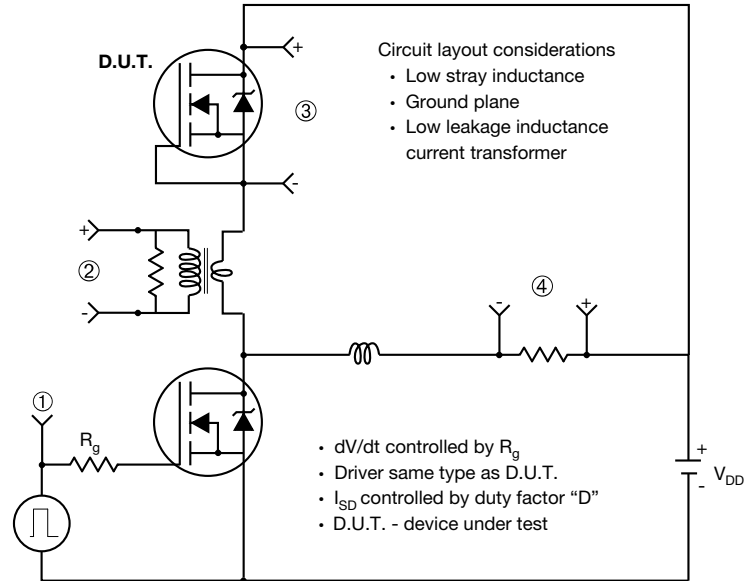 D.U.T.
+
-
③
Circuit layout considerations
• Low stray inductance
• Ground plane
• Low leakage inductance
current transformer
+
②
-
④
- +
①
Rg
• dV/dt controlled by Rg
• Driver same type as D.U.T.
• ISD controlled by duty factor “D”
• D.U.T. - device under test
+
VDD
-